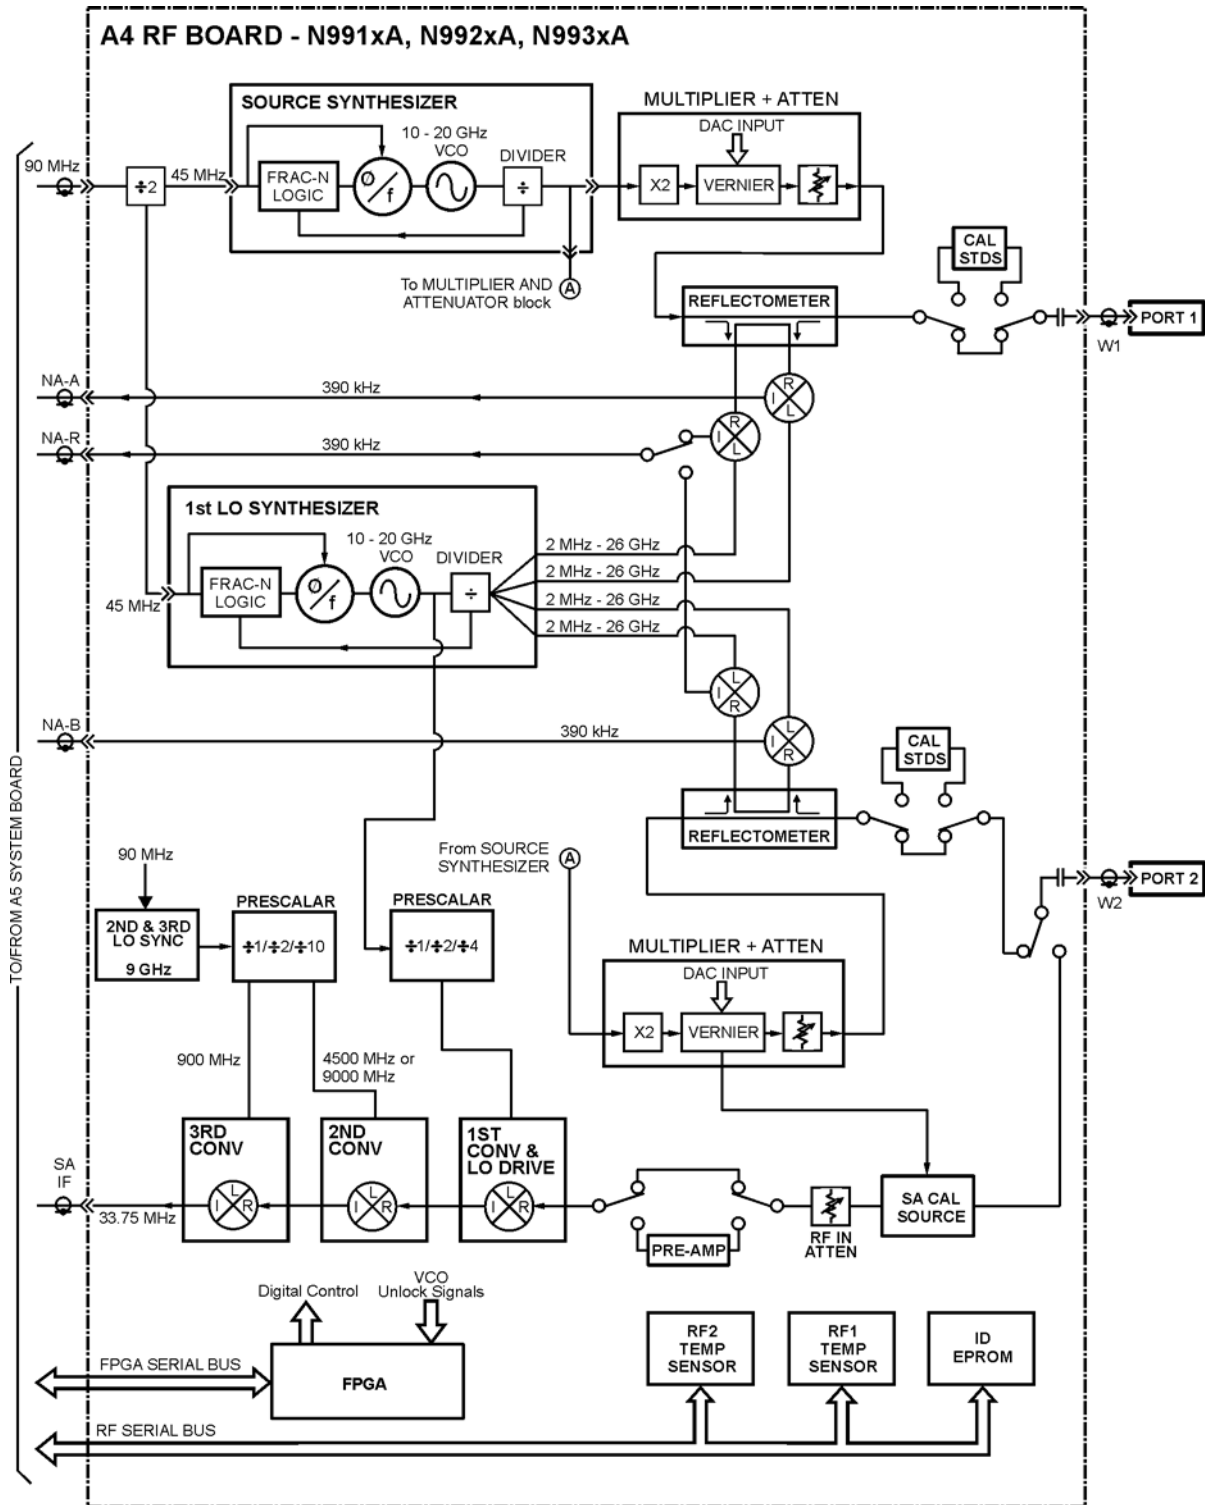 A4 RF BOARD - N991xA, N992xA, N993xA
SOURCE SYNTHESIZER
10 - 20 GHz
VCO
DIVIDER
FRAC-N
LOGIC
Ø/f
÷
MULTIPLIER + ATTEN
DAC INPUT
X2
VERNIER
90 MHz
÷2
45 MHz
To MULTIPLIER AND
ATTENUATOR block
A
CAL
STDS
REFLECTOMETER
PORT 1
W1
NA-A
390 kHz
R
I
L
NA-R
390 kHz
R
I
L
1st LO SYNTHESIZER
10 - 20 GHz
VCO
DIVIDER
FRAC-N
LOGIC
Ø/f
÷
45 MHz
2 MHz - 26 GHz
2 MHz - 26 GHz
2 MHz - 26 GHz
2 MHz - 26 GHz
L
I
R
NA-B
390 kHz
L
I
R
CAL
STDS
REFLECTOMETER
TO/FROM A5 SYSTEM BOARD
From SOURCE
SYNTHESIZER
A
90 MHz
2ND & 3RD
LO SYNC
9 GHz
PRESCALAR
÷1/÷2/÷10
PRESCALAR
÷1/÷2/÷4
PORT 2
W2
MULTIPLIER + ATTEN
DAC INPUT
X2
VERNIER
900 MHz
4500 MHz or
9000 MHz
3RD
CONV
L
I
R
2ND
CONV
L
I
R
1ST
CONV &
LO DRIVE
L
I
R
SA
IF
33.75 MHz
PRE-AMP
RF IN
ATTEN
SA CAL
SOURCE
Digital Control
VCO
Unlock Signals
FPGA
FPGA SERIAL BUS
RF2
TEMP
SENSOR
RF1
TEMP
SENSOR
ID
EPROM
RF SERIAL BUS